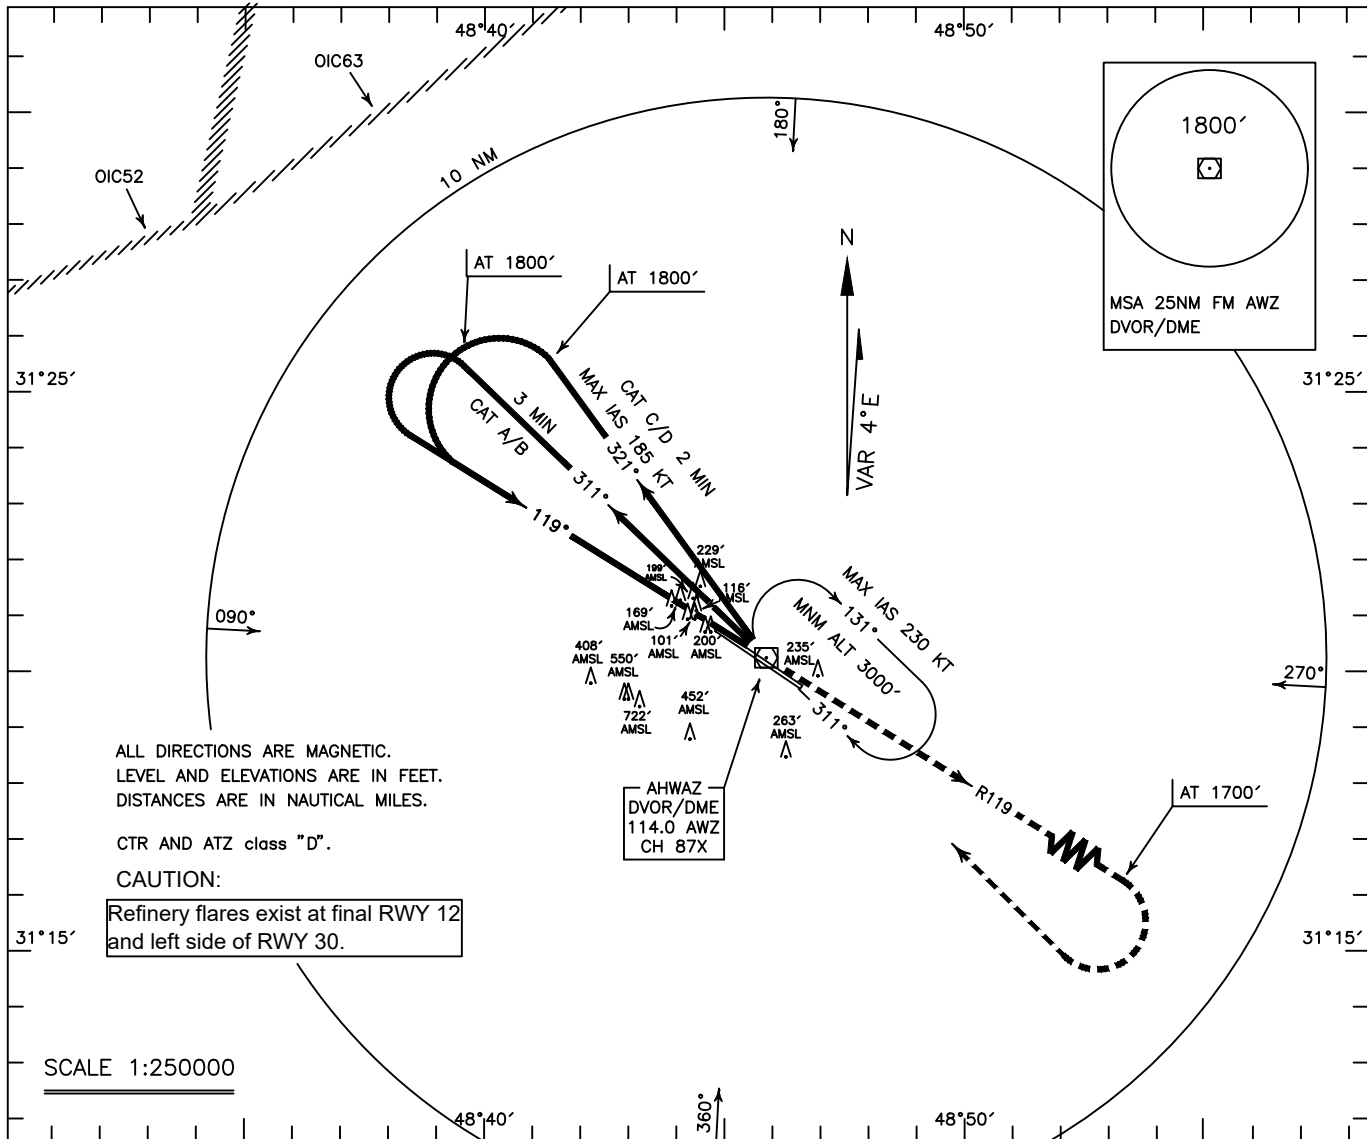 48°40′
48°50′
OIC63
OIC52
10 NM
180°
1800′
MSA 25NM FM AWZ
DVOR/DME
N
VAR 4°E
AT 1800′
AT 1800′
31°25′
31°25′
CAT C/D 2 MIN
MAX IAS 185 KT
321°
3 MIN
CAT A/B
311°
119°
229′
AMSL
199′
AMSL
116′
AMSL
169′
AMSL
101′
AMSL
200′
AMSL
090°
408′
AMSL
550′
AMSL
722′
AMSL
452′
AMSL
235′
AMSL
263′
AMSL
MAX IAS 230 KT
131°
MNM ALT 3000′
311°
270°
ALL DIRECTIONS ARE MAGNETIC.
LEVEL AND ELEVATIONS ARE IN FEET.
DISTANCES ARE IN NAUTICAL MILES.
CTR AND ATZ class "D".
CAUTION:
Refinery flares exist at final RWY 12
and left side of RWY 30.
AHWAZ
DVOR/DME
114.0 AWZ
CH 87X
R119
AT 1700′
31°15′
31°15′
SCALE 1:250000
48°40′
360°
48°50′